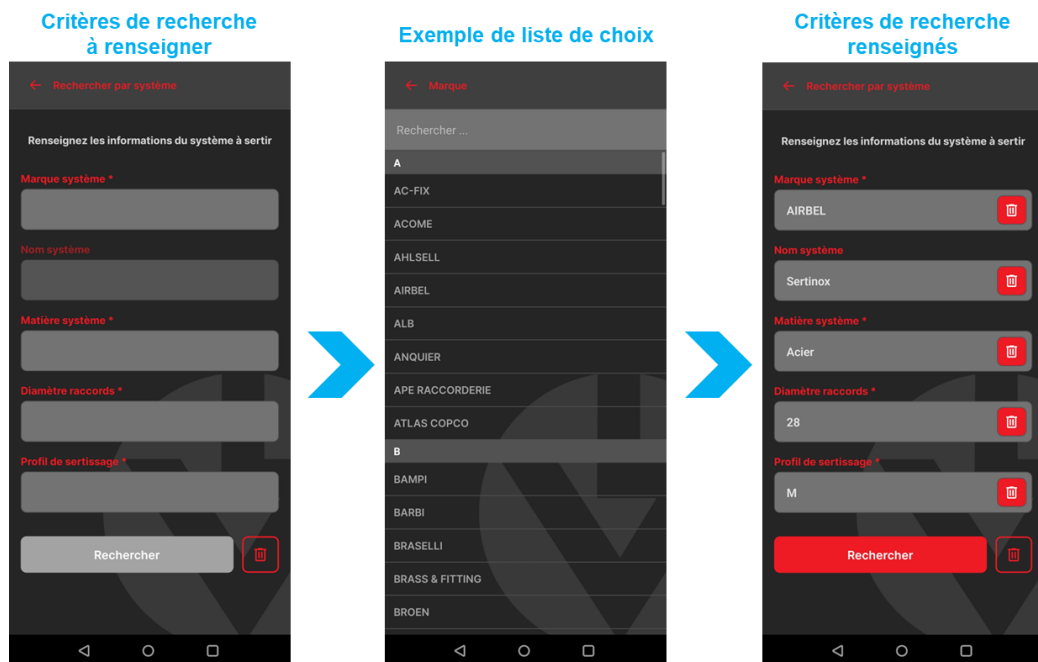 Critères de recherche
à renseigner
Rechercher par système
Renseignez les informations du système à sertir
Marque système *
Nom système
Matière système *
Diamètre raccords *
Profil de sertissage *
Rechercher
Exemple de liste de choix
Marque
Rechercher ...
A
AC-FIX
ACOME
AHLSELL
AIRBEL
ALB
ANQUIER
APE RACCORDERIE
ATLAS COPCO
B
BAMPI
BARBI
BRASELLI
BRASS & FITTING
BROEN
Critères de recherche
renseignés
Rechercher par système
Renseignez les informations du système à sertir
Marque système *
AIRBEL
Nom système
Sertinox
Matière système *
Acier
Diamètre raccords *
28
Profil de sertissage *
M
Rechercher